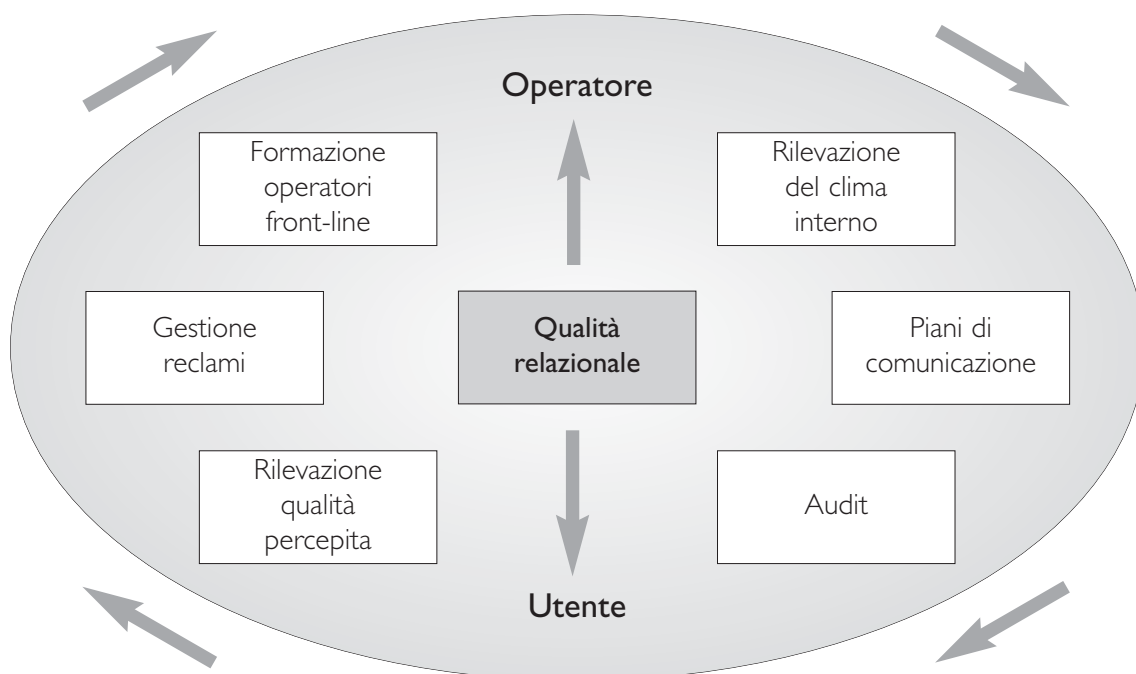 Operatore
Formazione
operatori
front-line
Rilevazione
del clima
interno
Gestione
reclami
Qualità
relazionale
Piani di
comunicazione
Rilevazione
qualità
percepita
Audit
Utente